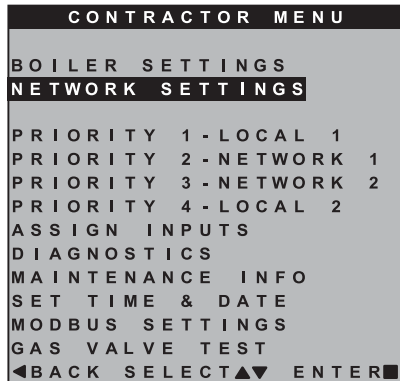 CONTRACTOR MENU
BOILER SETTINGS
NETWORK SETTINGS
PRIORITY 1-LOCAL 1
PRIORITY 2-NETWORK 1
PRIORITY 3-NETWORK 2
PRIORITY 4-LOCAL 2
ASSIGN INPUTS
DIAGNOSTICS
MAINTENANCE INFO
SET TIME & DATE
MODBUS SETTINGS
GAS VALVE TEST
◀BACK SELECT▲▼ ENTER■